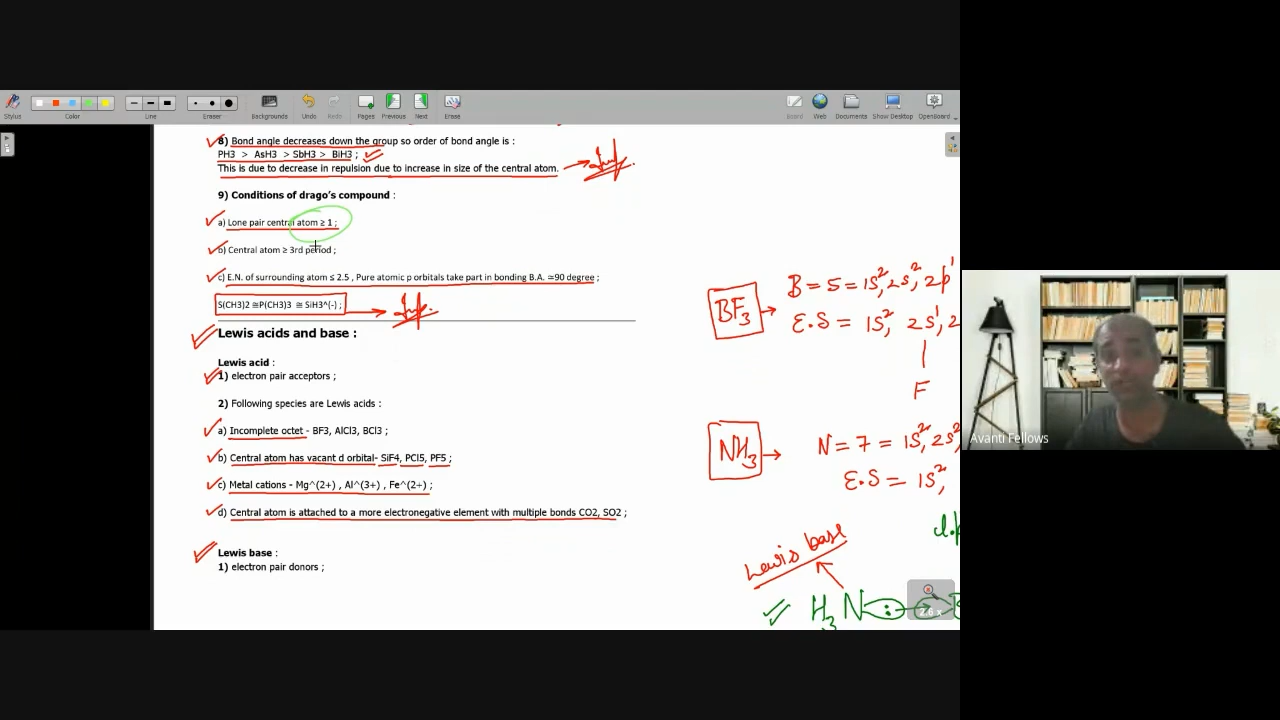 Stylus
Color
Line
Eraser
Backgrounds
Undo
Redo
Pages
Previous
Next
Erase
Board
Web
Documents
Show Desktop
OpenBoard
8) Bond angle decreases down the group so order of bond angle is :
PH3 > AsH3 > SbH3 > BiH3 ;
This is due to decrease in repulsion due to increase in size of the central atom.
9) Conditions of drago's compound :
a) Lone pair central atom ≥ 1 ;
b) Central atom ≥ 3rd period ;
c) E.N. of surrounding atom ≤ 2.5 , Pure atomic p orbitals take part in bonding B.A. ≃90 degree ;
S(CH3)2 ≅P(CH3)3 ≅ SiH3^(-) ;
Lewis acids and base :
Lewis acid :
1) electron pair acceptors ;
2) Following species are Lewis acids :
a) Incomplete octet - BF3, AlCl3, BCl3 ;
b) Central atom has vacant d orbital- SiF4, PCl5, PF5 ;
c) Metal cations - Mg^(2+) , Al^(3+) , Fe^(2+) ;
d) Central atom is attached to a more electronegative element with multiple bonds CO2, SO2 ;
Lewis base :
1) electron pair donors ;
BF3 → B = 5 = 1S², 2S², 2p¹
E.S = 1S², 2S¹, 2
F
NH3 → N = 7 = 1S², 2S²
E.S = 1S²,
l.p
Lewis base
H3N : B
2.6 x
Avanti Fellows